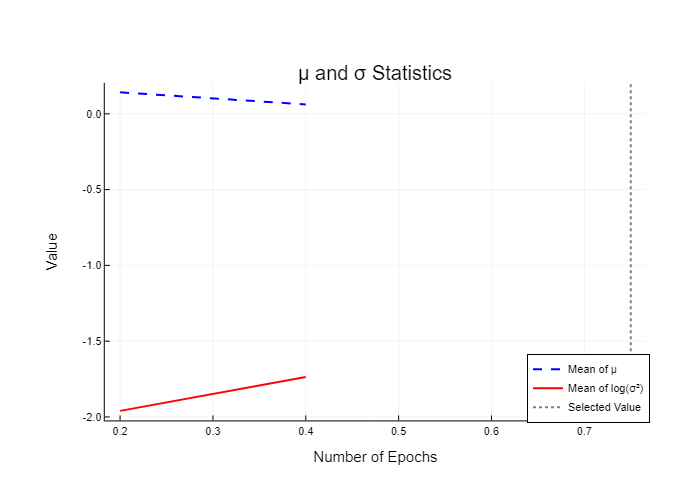 μ and σ Statistics
Value
0.0
-0.5
-1.0
-1.5
-2.0
0.2 0.3 0.4 0.5 0.6 0.7
Number of Epochs
Mean of μ
Mean of log(σ²)
Selected Value